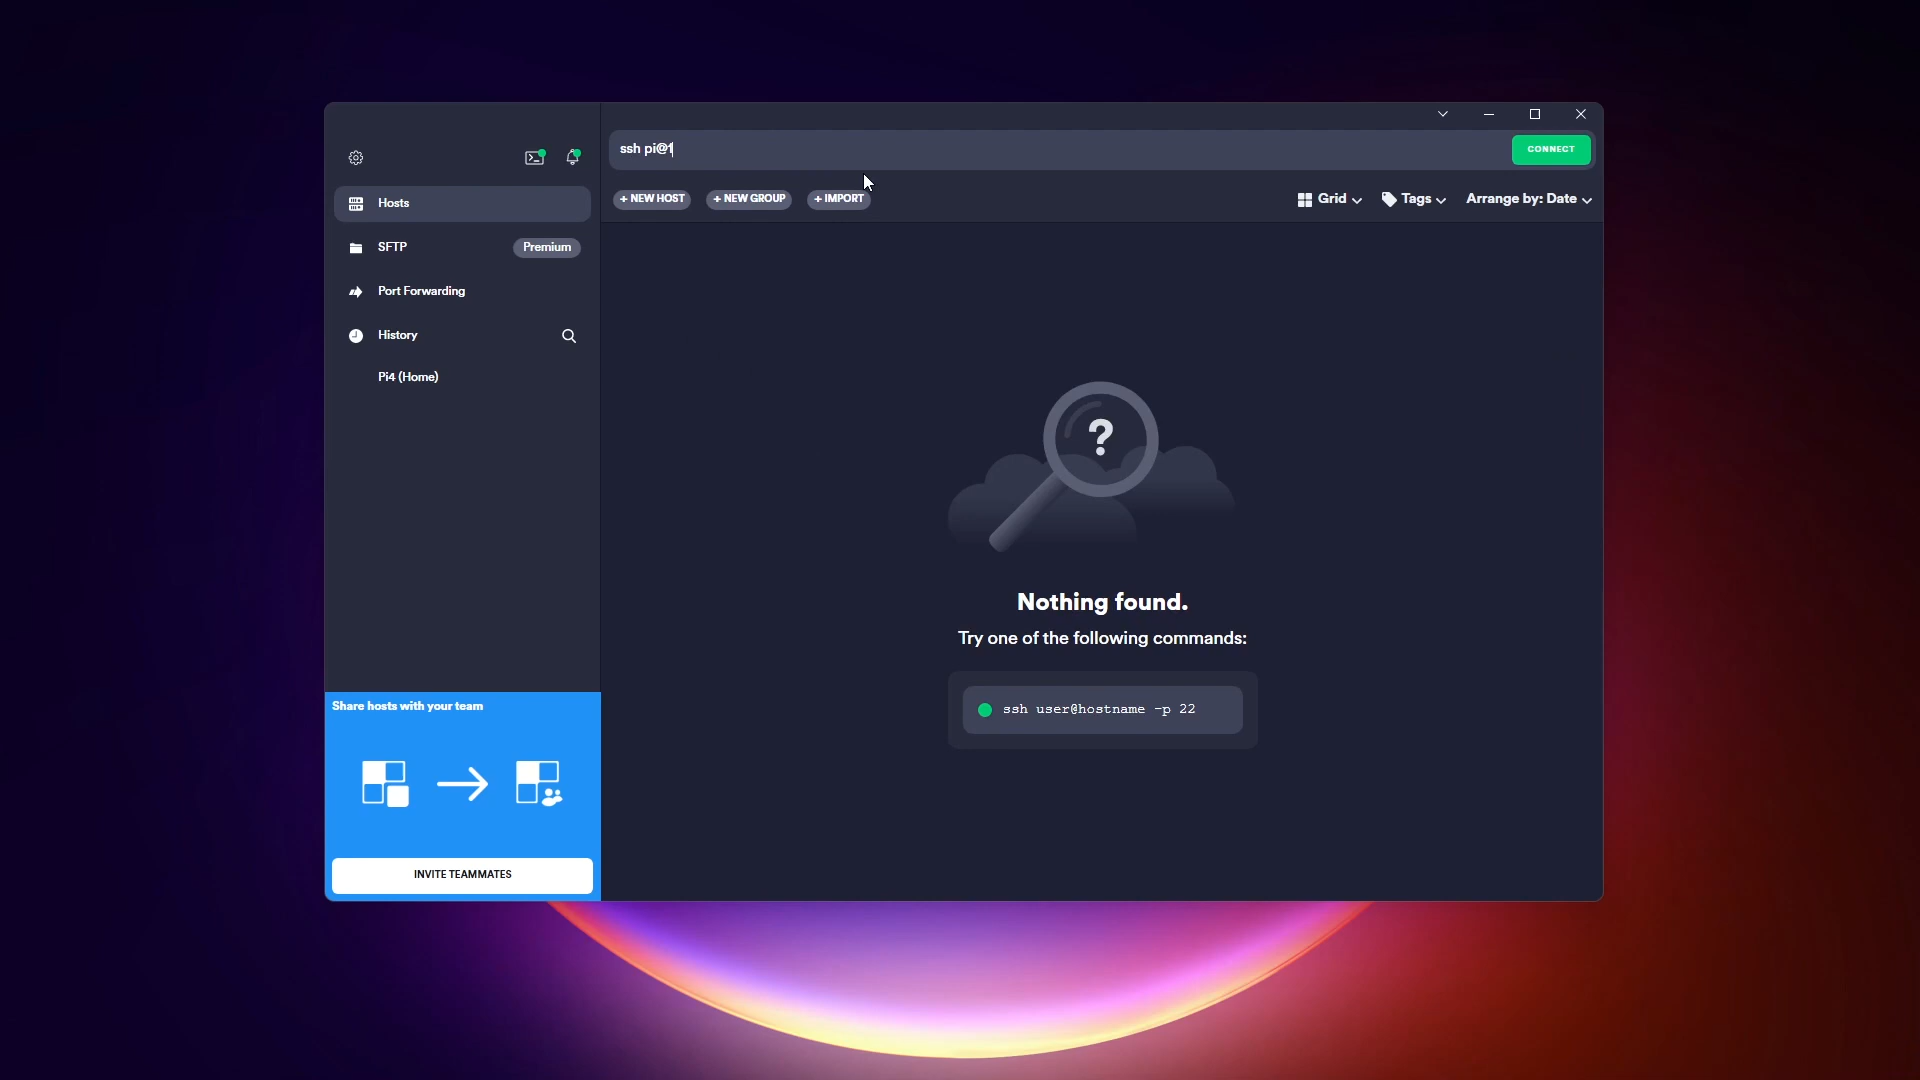 ssh pi@1
CONNECT
+ NEW HOST
+ NEW GROUP
+ IMPORT
Grid
Tags
Arrange by: Date
Hosts
SFTP
Premium
Port Forwarding
History
Pi4 (Home)
?
Nothing found.
Try one of the following commands:
ssh user@hostname -p 22
Share hosts with your team
INVITE TEAMMATES